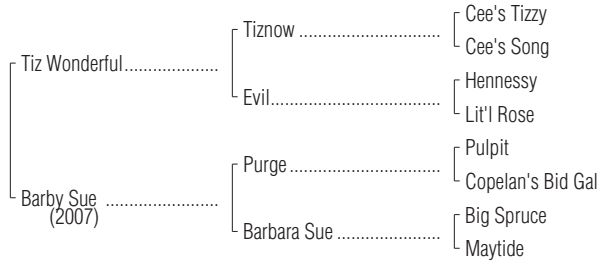 Cee's Tizzy
Tiznow
Cee's Song
Tiz Wonderful
Hennessy
Evil
Lit'l Rose
Pulpit
Purge
Copelan's Bid Gal
Barby Sue
(2007)
Big Spruce
Barbara Sue
Maytide